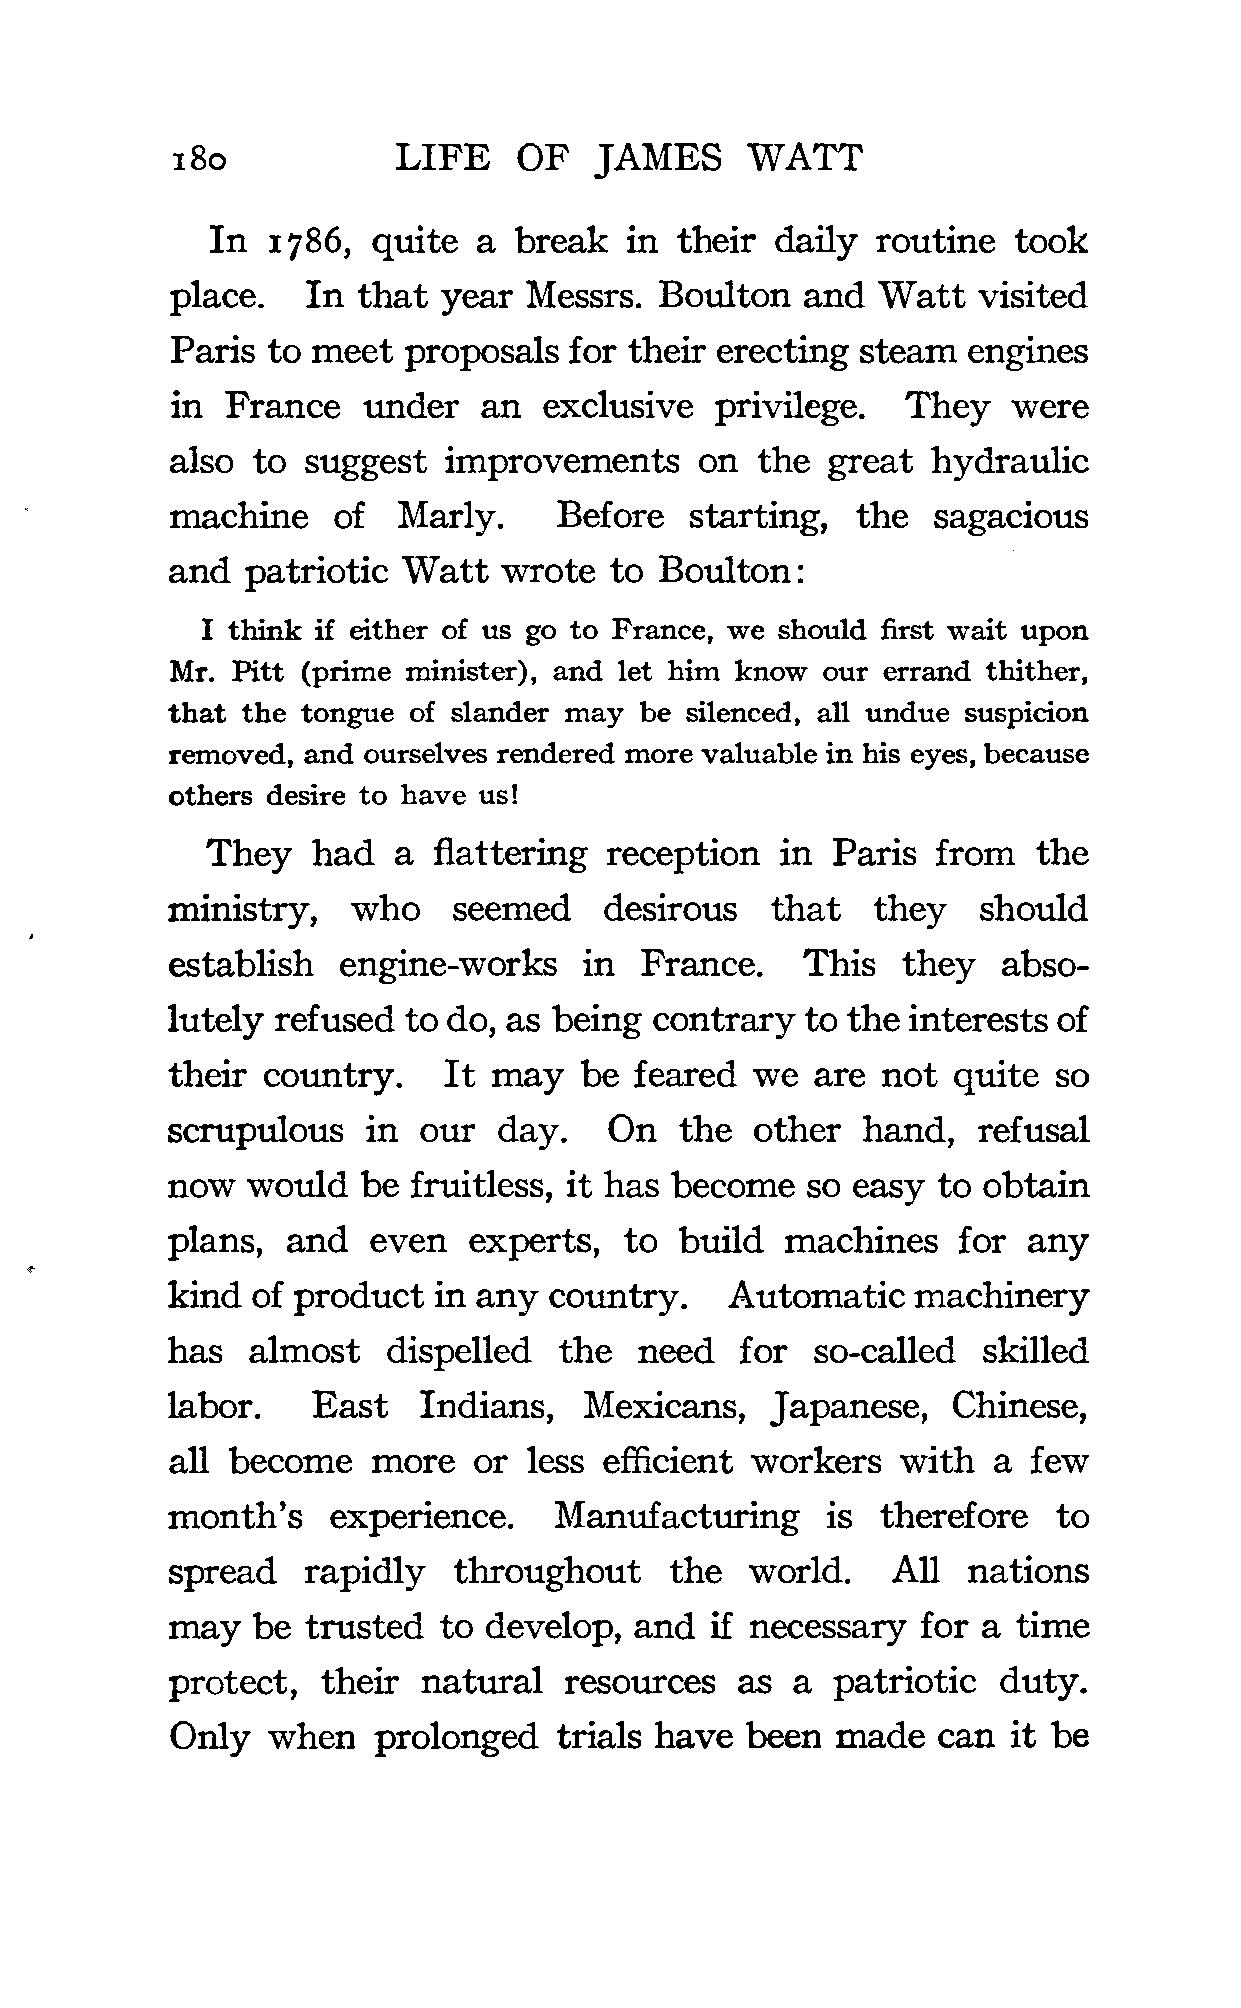 180 LIFE OF JAMES WATT
In 1786, quite a break in their daily routine took
place. In that year Messrs. Boulton and Watt visited
Paris to meet proposals for their erecting steam engines
in France under an exclusive privilege. They were
also to suggest improvements on the great hydraulic
machine of Marly. Before starting, the sagacious
and patriotic Watt wrote to Boulton:
I think if either of us go to France, we should first wait upon
Mr. Pitt (prime minister), and let him know our errand thither,
that the tongue of slander may be silenced, all undue suspicion
removed, and ourselves rendered more valuable in his eyes, because
others desire to have us!
They had a flattering reception in Paris from the
ministry, who seemed desirous that they should
establish engine-works in France. This they abso-
lutely refused to do, as being contrary to the interests of
their country. It may be feared we are not quite so
scrupulous in our day. On the other hand, refusal
now would be fruitless, it has become so easy to obtain
plans, and even experts, to build machines for any
kind of product in any country. Automatic machinery
has almost dispelled the need for so-called skilled
labor. East Indians, Mexicans, Japanese, Chinese,
all become more or less efficient workers with a few
month's experience. Manufacturing is therefore to
spread rapidly throughout the world. All nations
may be trusted to develop, and if necessary for a time
protect, their natural resources as a patriotic duty.
Only when prolonged trials have been made can it be